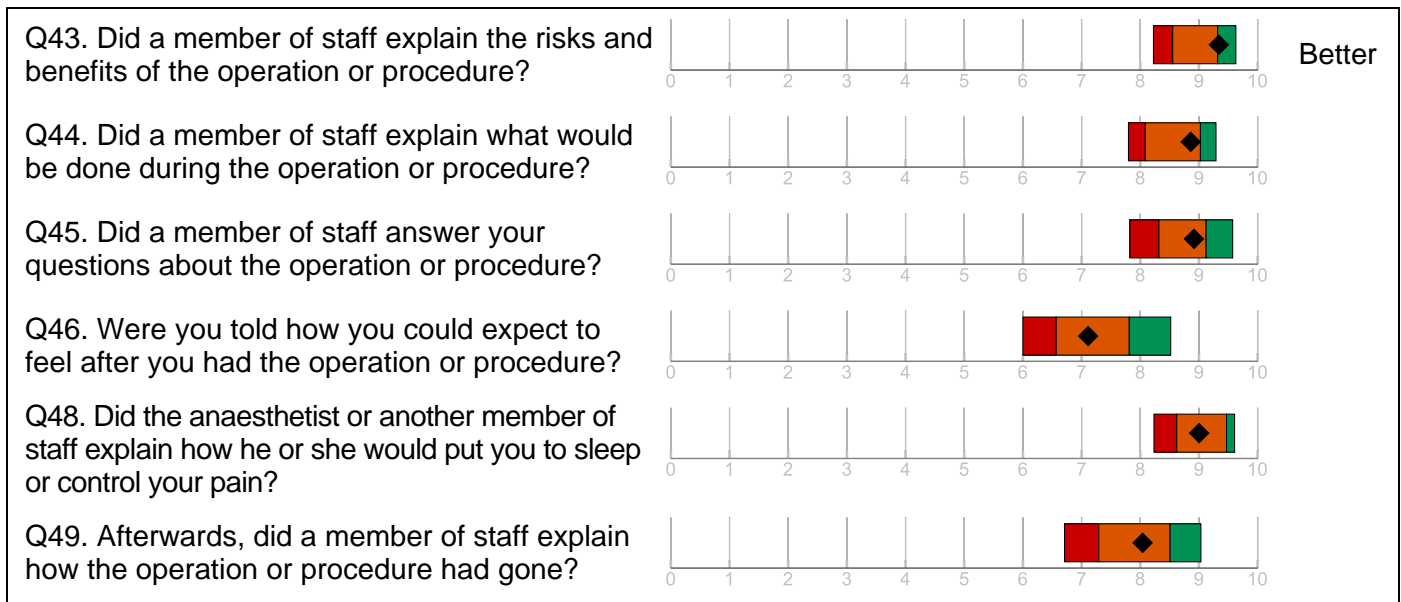 Q43. Did a member of staff explain the risks and
benefits of the operation or procedure?
0 1 2 3 4 5 6 7 8 9 10
Better
Q44. Did a member of staff explain what would
be done during the operation or procedure?
0 1 2 3 4 5 6 7 8 9 10
Q45. Did a member of staff answer your
questions about the operation or procedure?
0 1 2 3 4 5 6 7 8 9 10
Q46. Were you told how you could expect to
feel after you had the operation or procedure?
0 1 2 3 4 5 6 7 8 9 10
Q48. Did the anaesthetist or another member of
staff explain how he or she would put you to sleep
or control your pain?
0 1 2 3 4 5 6 7 8 9 10
Q49. Afterwards, did a member of staff explain
how the operation or procedure had gone?
0 1 2 3 4 5 6 7 8 9 10